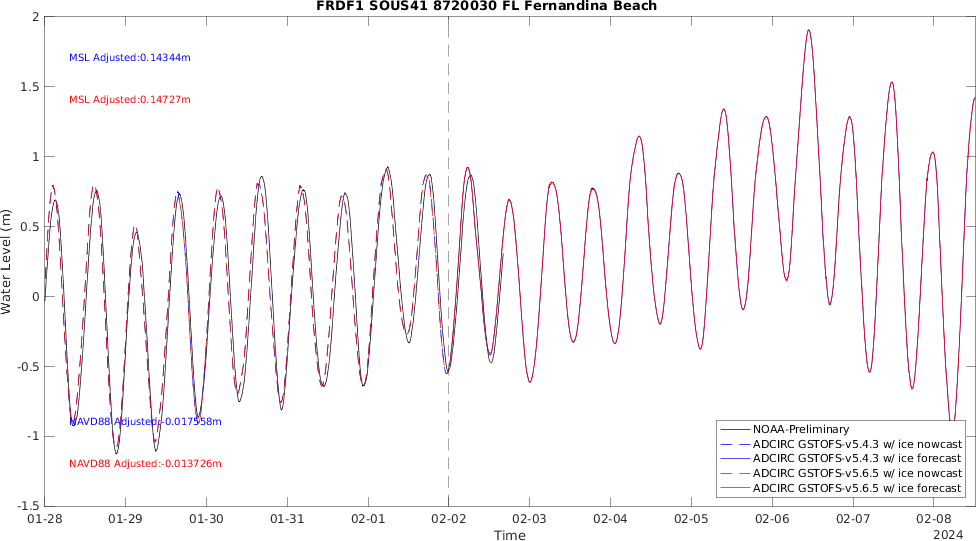 FRDF1 SOUS41 8720030 FL Fernandina Beach
2
1.5
1
0.5
0
-0.5
-1
-1.5
Water Level (m)
MSL Adjusted:0.14344m
MSL Adjusted:0.14727m
NAVD88 Adjusted:-0.017558m
NAVD88 Adjusted:-0.013726m
NOAA-Preliminary
ADCIRC GSTOFS-v5.4.3 w/ ice nowcast
ADCIRC GSTOFS-v5.4.3 w/ ice forecast
ADCIRC GSTOFS-v5.6.5 w/ ice nowcast
ADCIRC GSTOFS-v5.6.5 w/ ice forecast
01-28 01-29 01-30 01-31 02-01 02-02 02-03 02-04 02-05 02-06 02-07 02-08
Time
2024